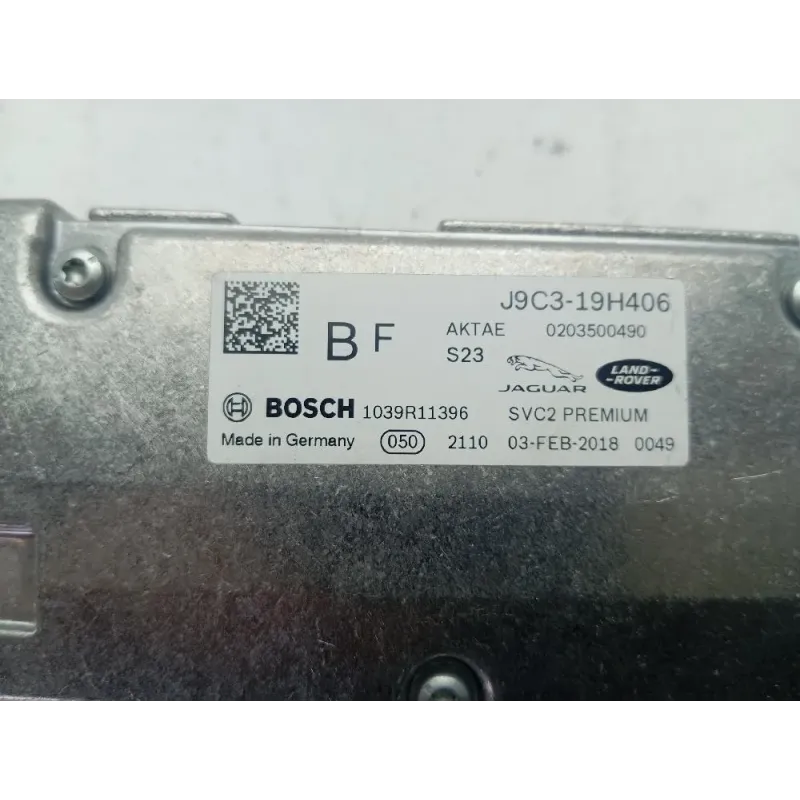 J9C3-19H406
B F AKTAE 0203500490
S23 JAGUAR LAND-ROVER
BOSCH 1039R11396 SVC2 PREMIUM
Made in Germany 050 2110 03-FEB-2018 0049